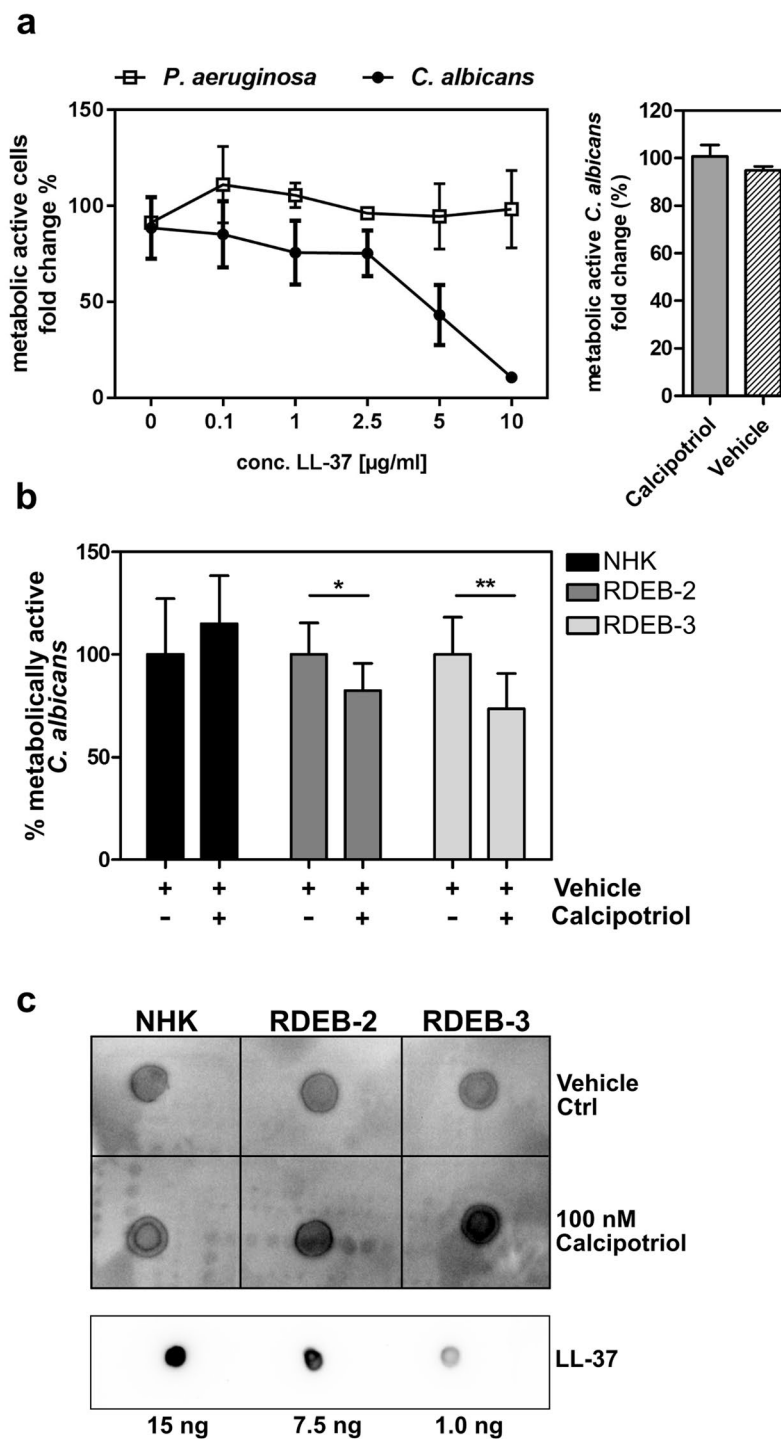 a
P. aeruginosa C. albicans
metabolic active cells
fold change %
150
100
50
0
0 0.1 1 2.5 5 10
conc. LL-37 [µg/ml]
metabolic active C. albicans
fold change (%)
120
100
80
60
40
20
0
Calcipotriol
Vehicle
b
% metabolically active
C. albicans
150
100
50
0
* **
NHK
RDEB-2
RDEB-3
+ + + + + + Vehicle
- + - + - + Calcipotriol
c
NHK RDEB-2 RDEB-3
Vehicle
Ctrl
100 nM
Calcipotriol
LL-37
15 ng 7.5 ng 1.0 ng